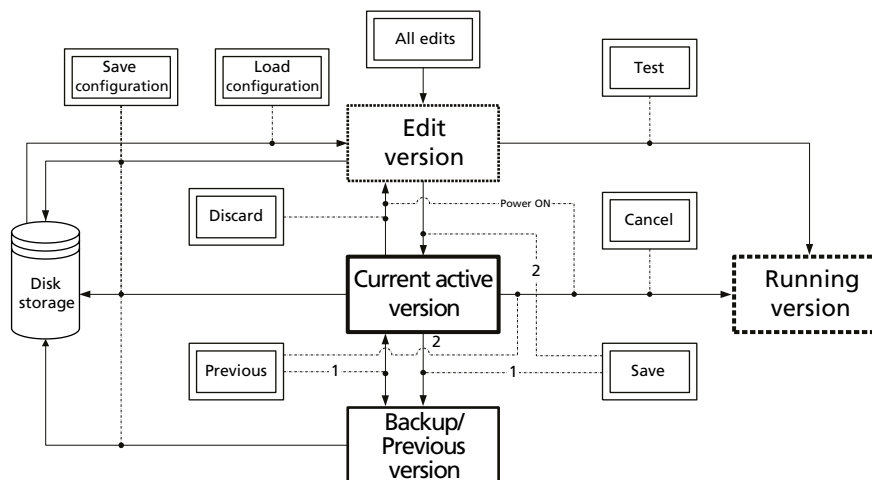 All edits
Save
configuration
Load
configuration
Test
Edit
version
Discard
Power ON
Cancel
2
Disk
storage
Current active
version
Running
version
2
Previous
1
1
Save
Backup/
Previous
version